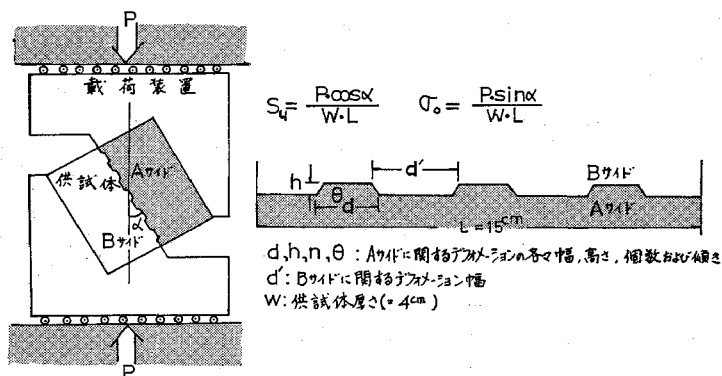 P
載荷装置
供試体
Aサイド
Bサイド
α
P
Su = P·cosα / W·L σo = P·sinα / W·L
h d' Bサイド
θ
d Aサイド
L = 15cm
d,h,n,θ : Aサイドに関するデフォメーションの各々幅,高さ,個数および傾き
d' : Bサイドに関するデフォメーション幅
W : 供試体厚さ(= 4cm)